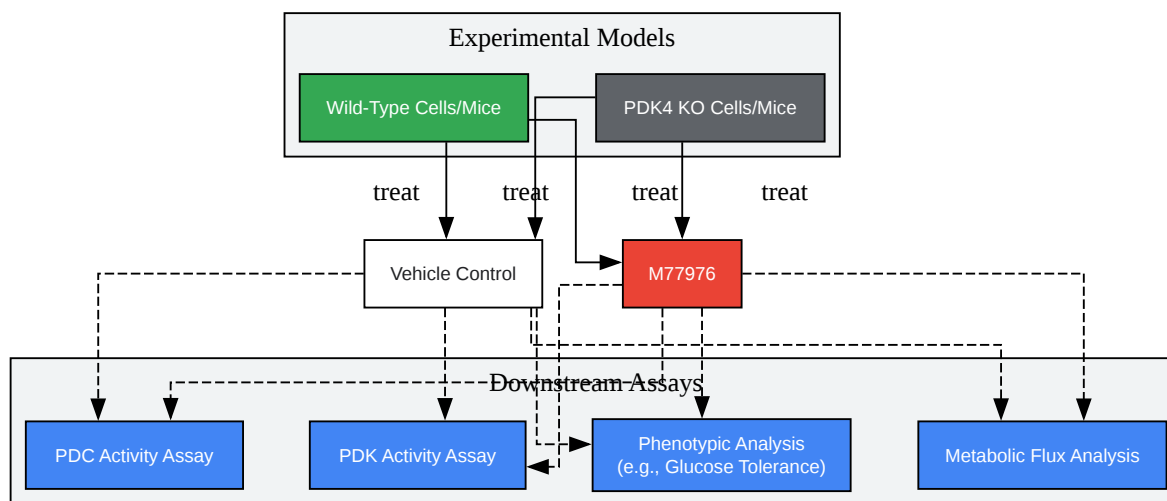 Experimental Models
Wild-Type Cells/Mice
PDK4 KO Cells/Mice
treat
treat
treat
treat
Vehicle Control
M77976
Downstream Assays
PDC Activity Assay
PDK Activity Assay
Phenotypic Analysis
(e.g., Glucose Tolerance)
Metabolic Flux Analysis